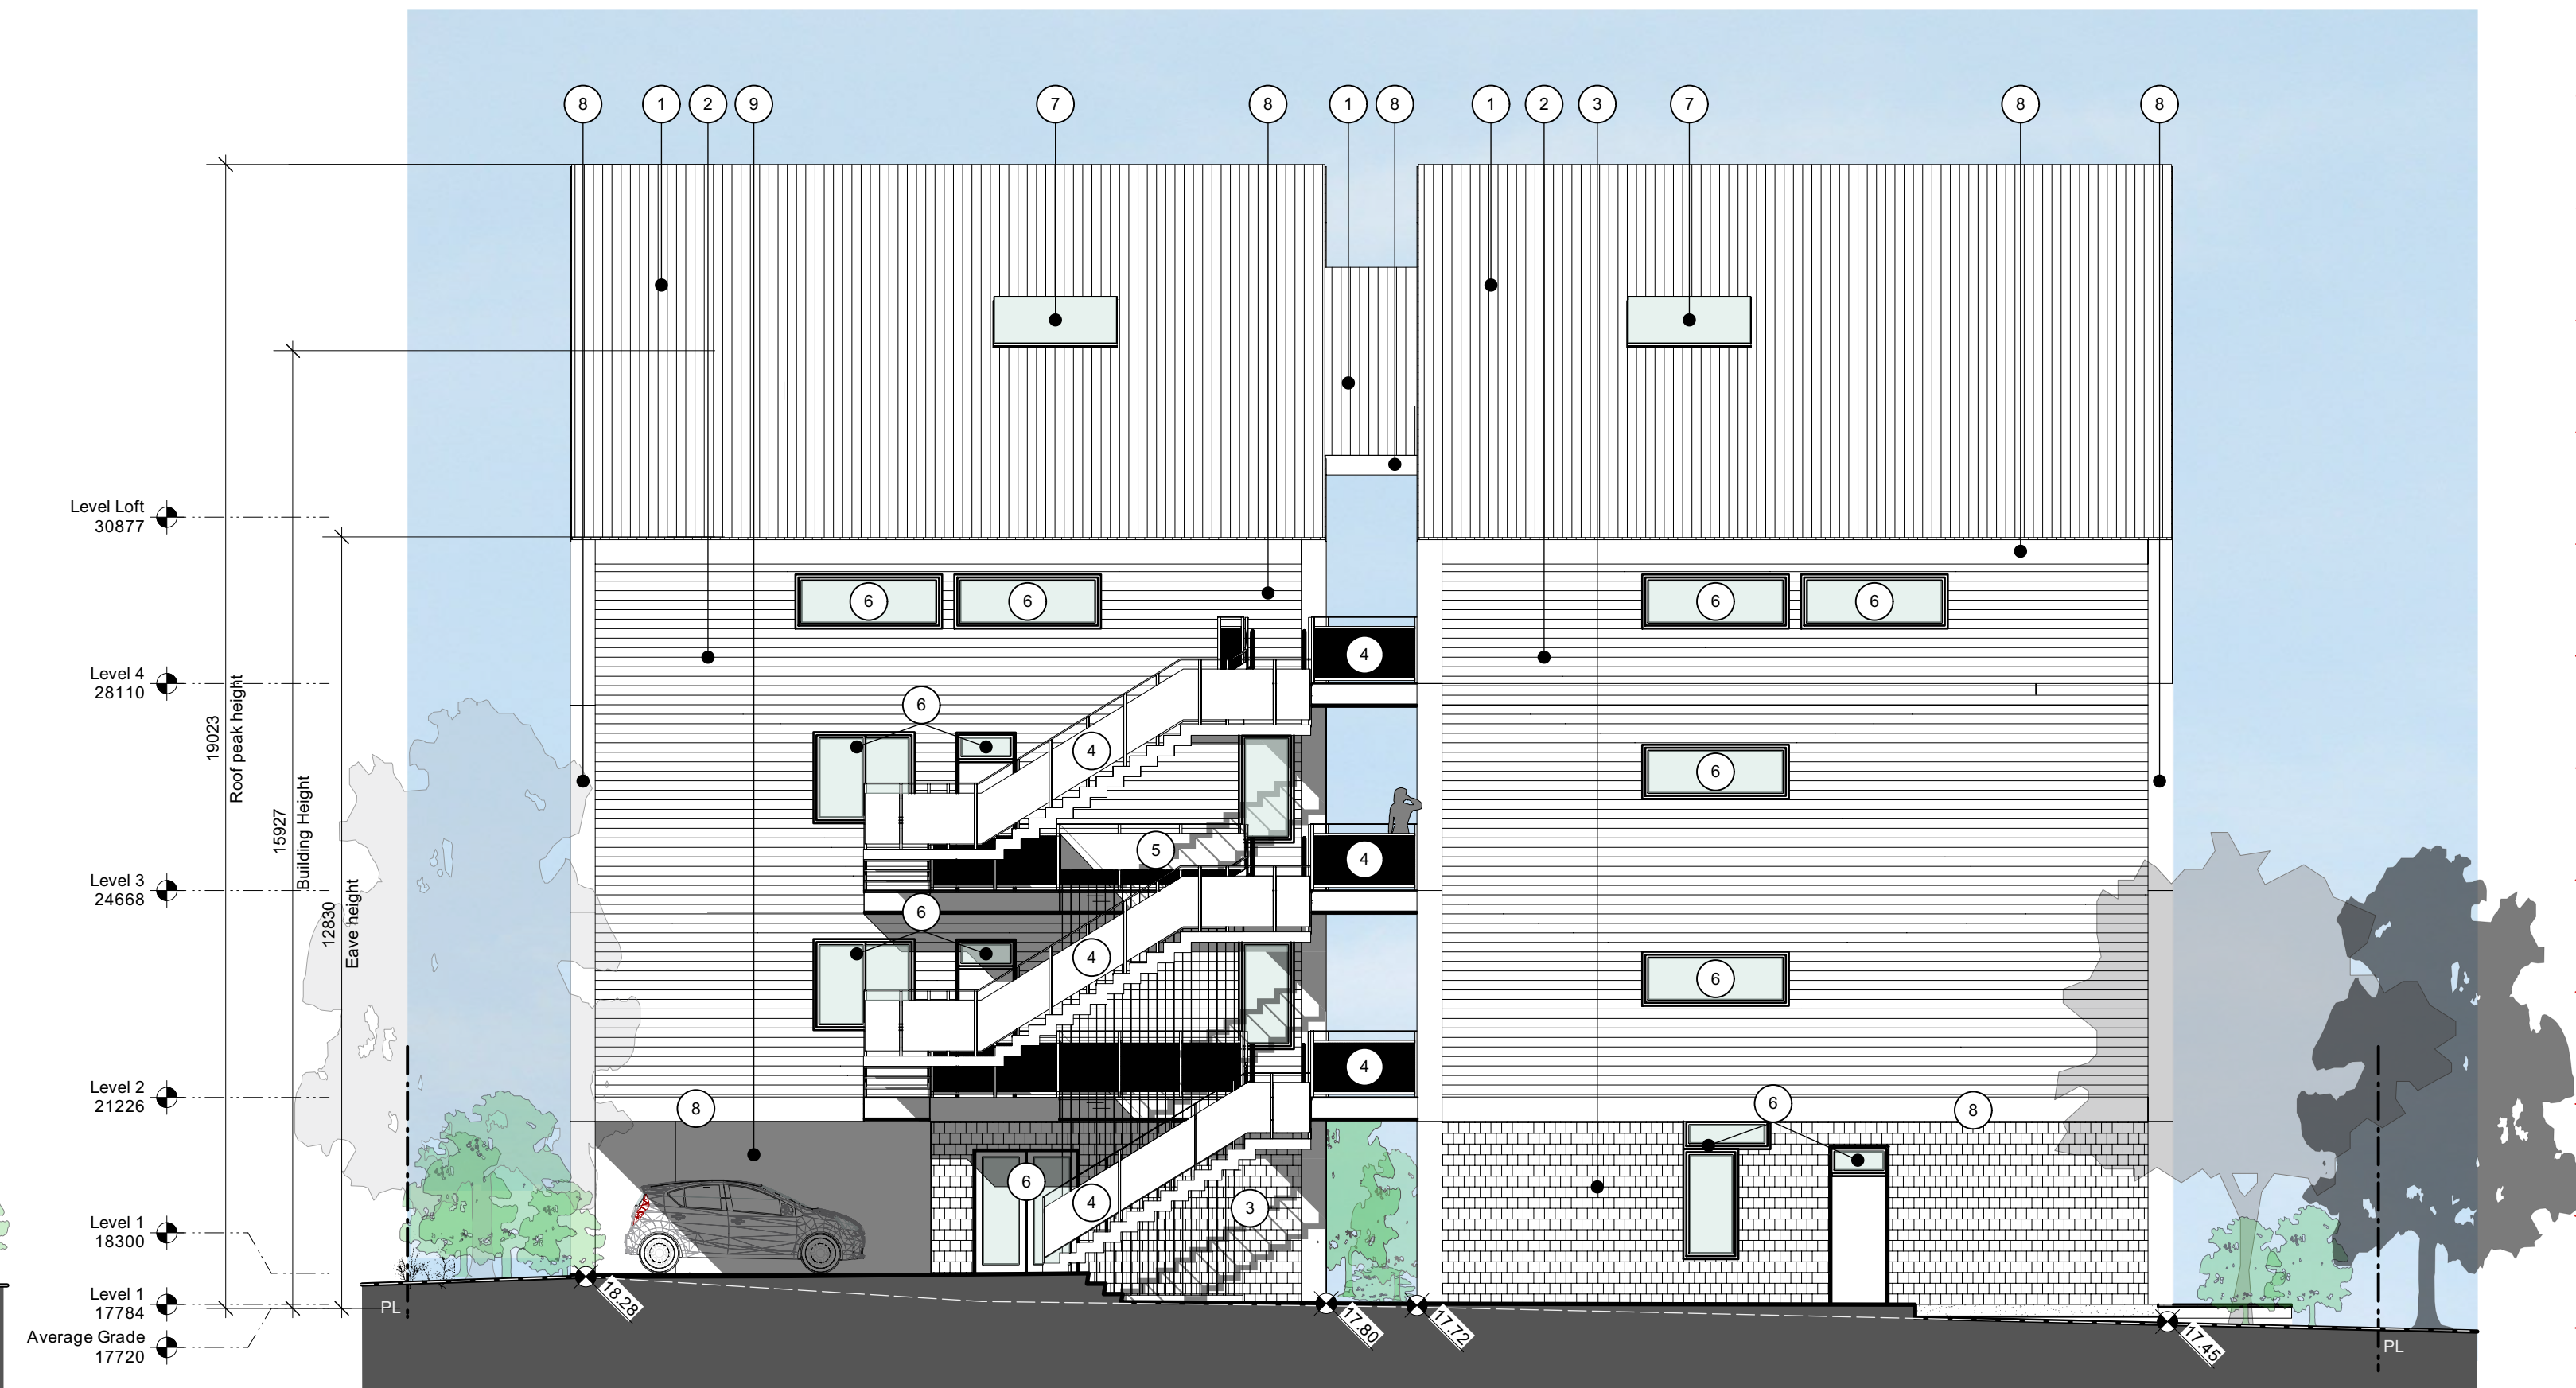 8 1 2 9 7 8 1 8 1 2 3 7 8 8
Level Loft
30877
6 6 6 6
4
Level 4
28110
19023
Roof peak height
6
4
6
15927
Building Height
5
4
Level 3
24668
12830
Eave height
6
4
6
4
Level 2
21226
8
6
8
6
4
3
Level 1
18300
Level 1
17784
PL
18.28
17.80
17.72
17.45
PL
Average Grade
17720